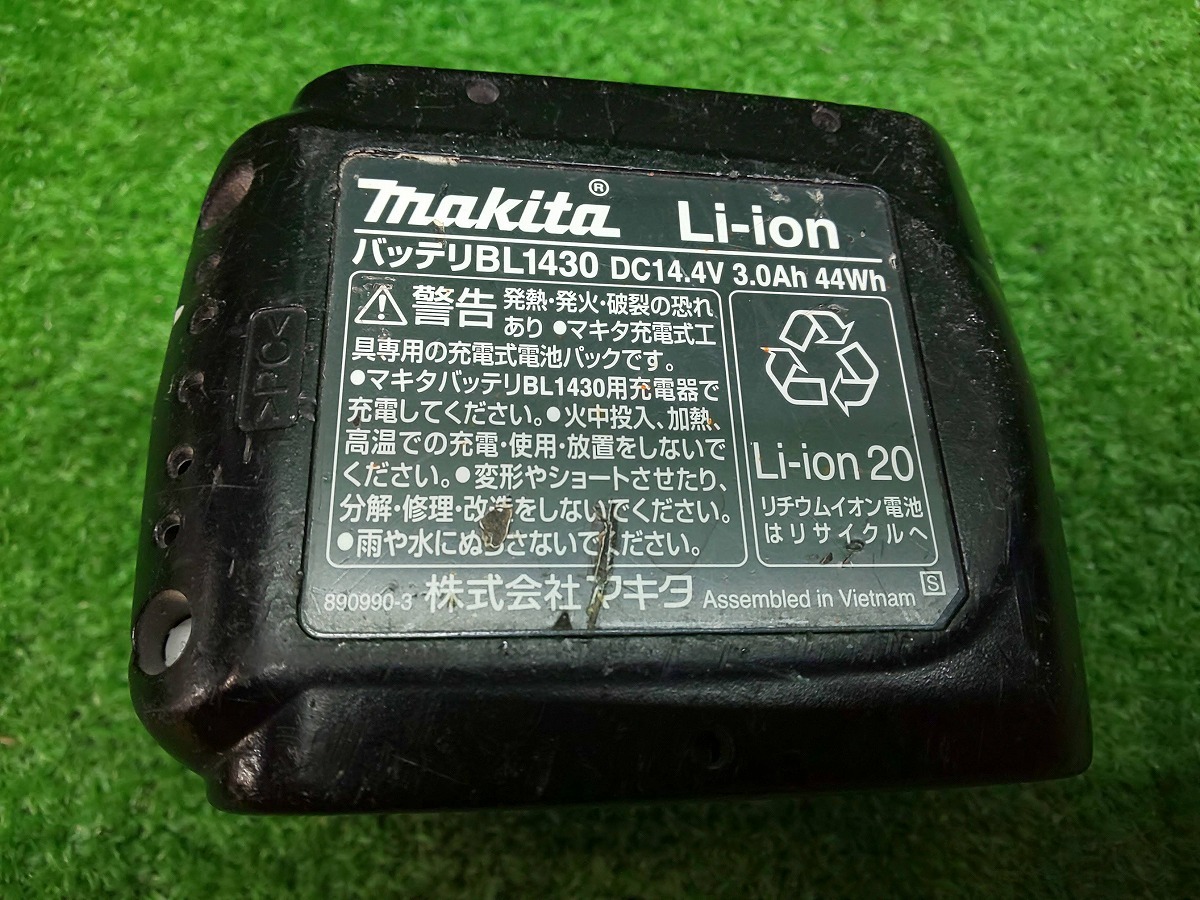 makita® Li-ion
バッテリBL1430 DC14.4V 3.0Ah 44Wh
警告 発熱・発火・破裂の恐れ
あり ●マキタ充電式工
具専用の充電式電池パックです。
●マキタバッテリBL1430用充電器で
充電してください。●火中投入、加熱、
高温での充電・使用・放置をしないで
ください。●変形やショートさせたり、
分解・修理・改造をしないでください。
●雨や水にぬらさないでください。
Li-ion 20
リチウムイオン電池
はリサイクルへ
890990-3 株式会社マキタ Assembled in Vietnam S
>PC<